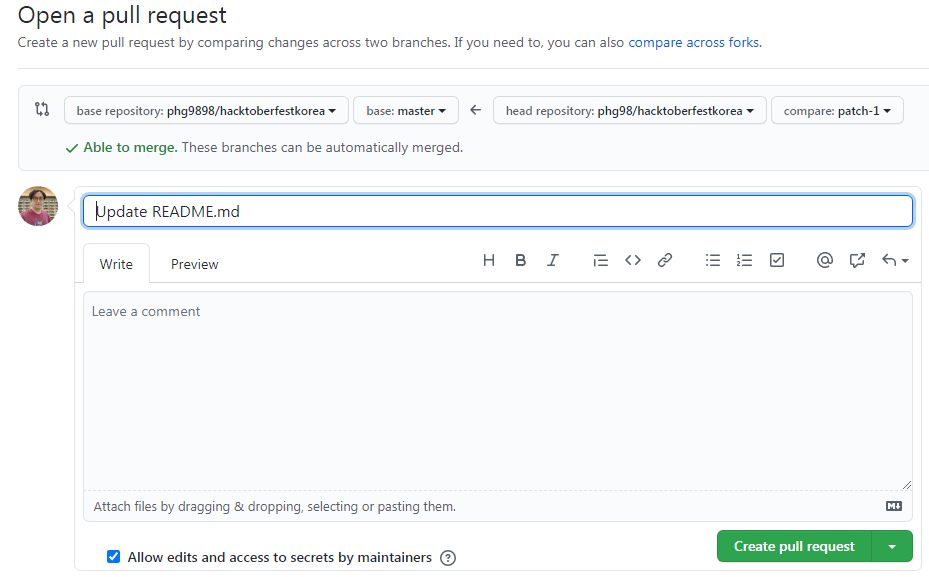 Open a pull request
Create a new pull request by comparing changes across two branches. If you need to, you can also compare across forks.
base repository: phg9898/hacktoberfestkorea base: master head repository: phg98/hacktoberfestkorea compare: patch-1
Able to merge. These branches can be automatically merged.
Update README.md
Write Preview H B I
Leave a comment
Attach files by dragging & dropping, selecting or pasting them.
Allow edits and access to secrets by maintainers
Create pull request